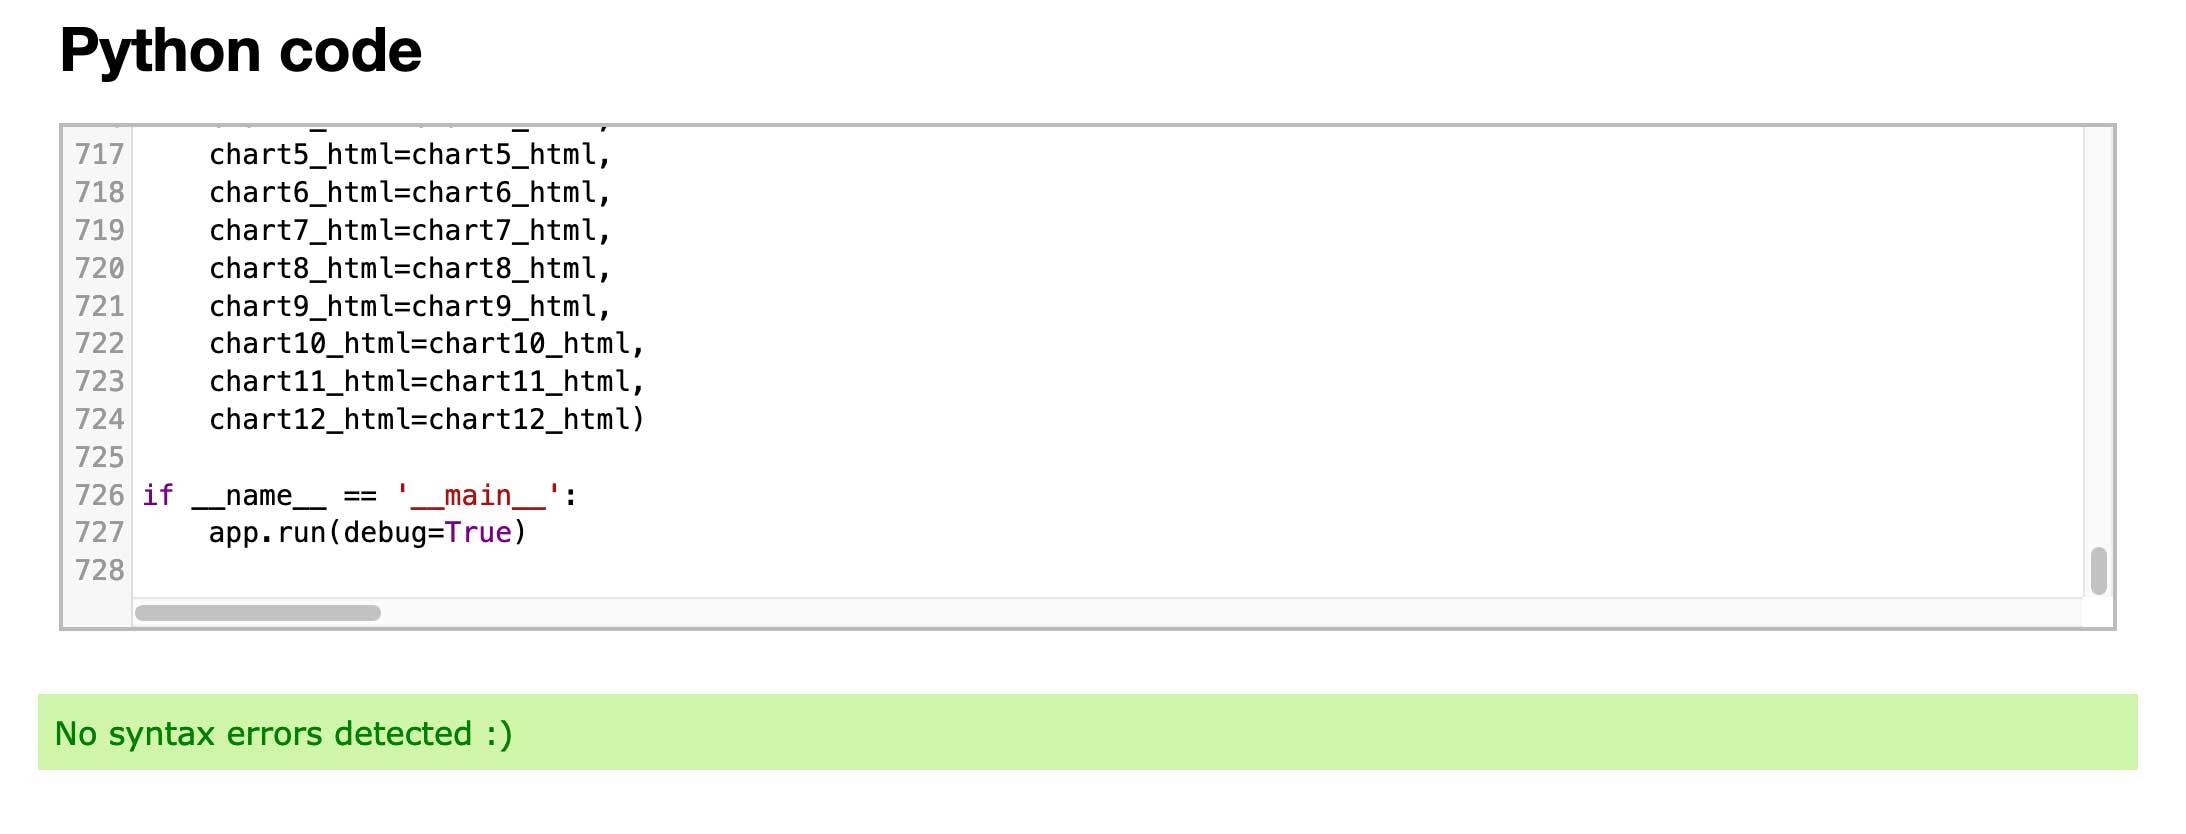 Python code
717 chart5_html=chart5_html,
718 chart6_html=chart6_html,
719 chart7_html=chart7_html,
720 chart8_html=chart8_html,
721 chart9_html=chart9_html,
722 chart10_html=chart10_html,
723 chart11_html=chart11_html,
724 chart12_html=chart12_html)
725
726 if __name__ == '__main__':
727     app.run(debug=True)
728
No syntax errors detected :)